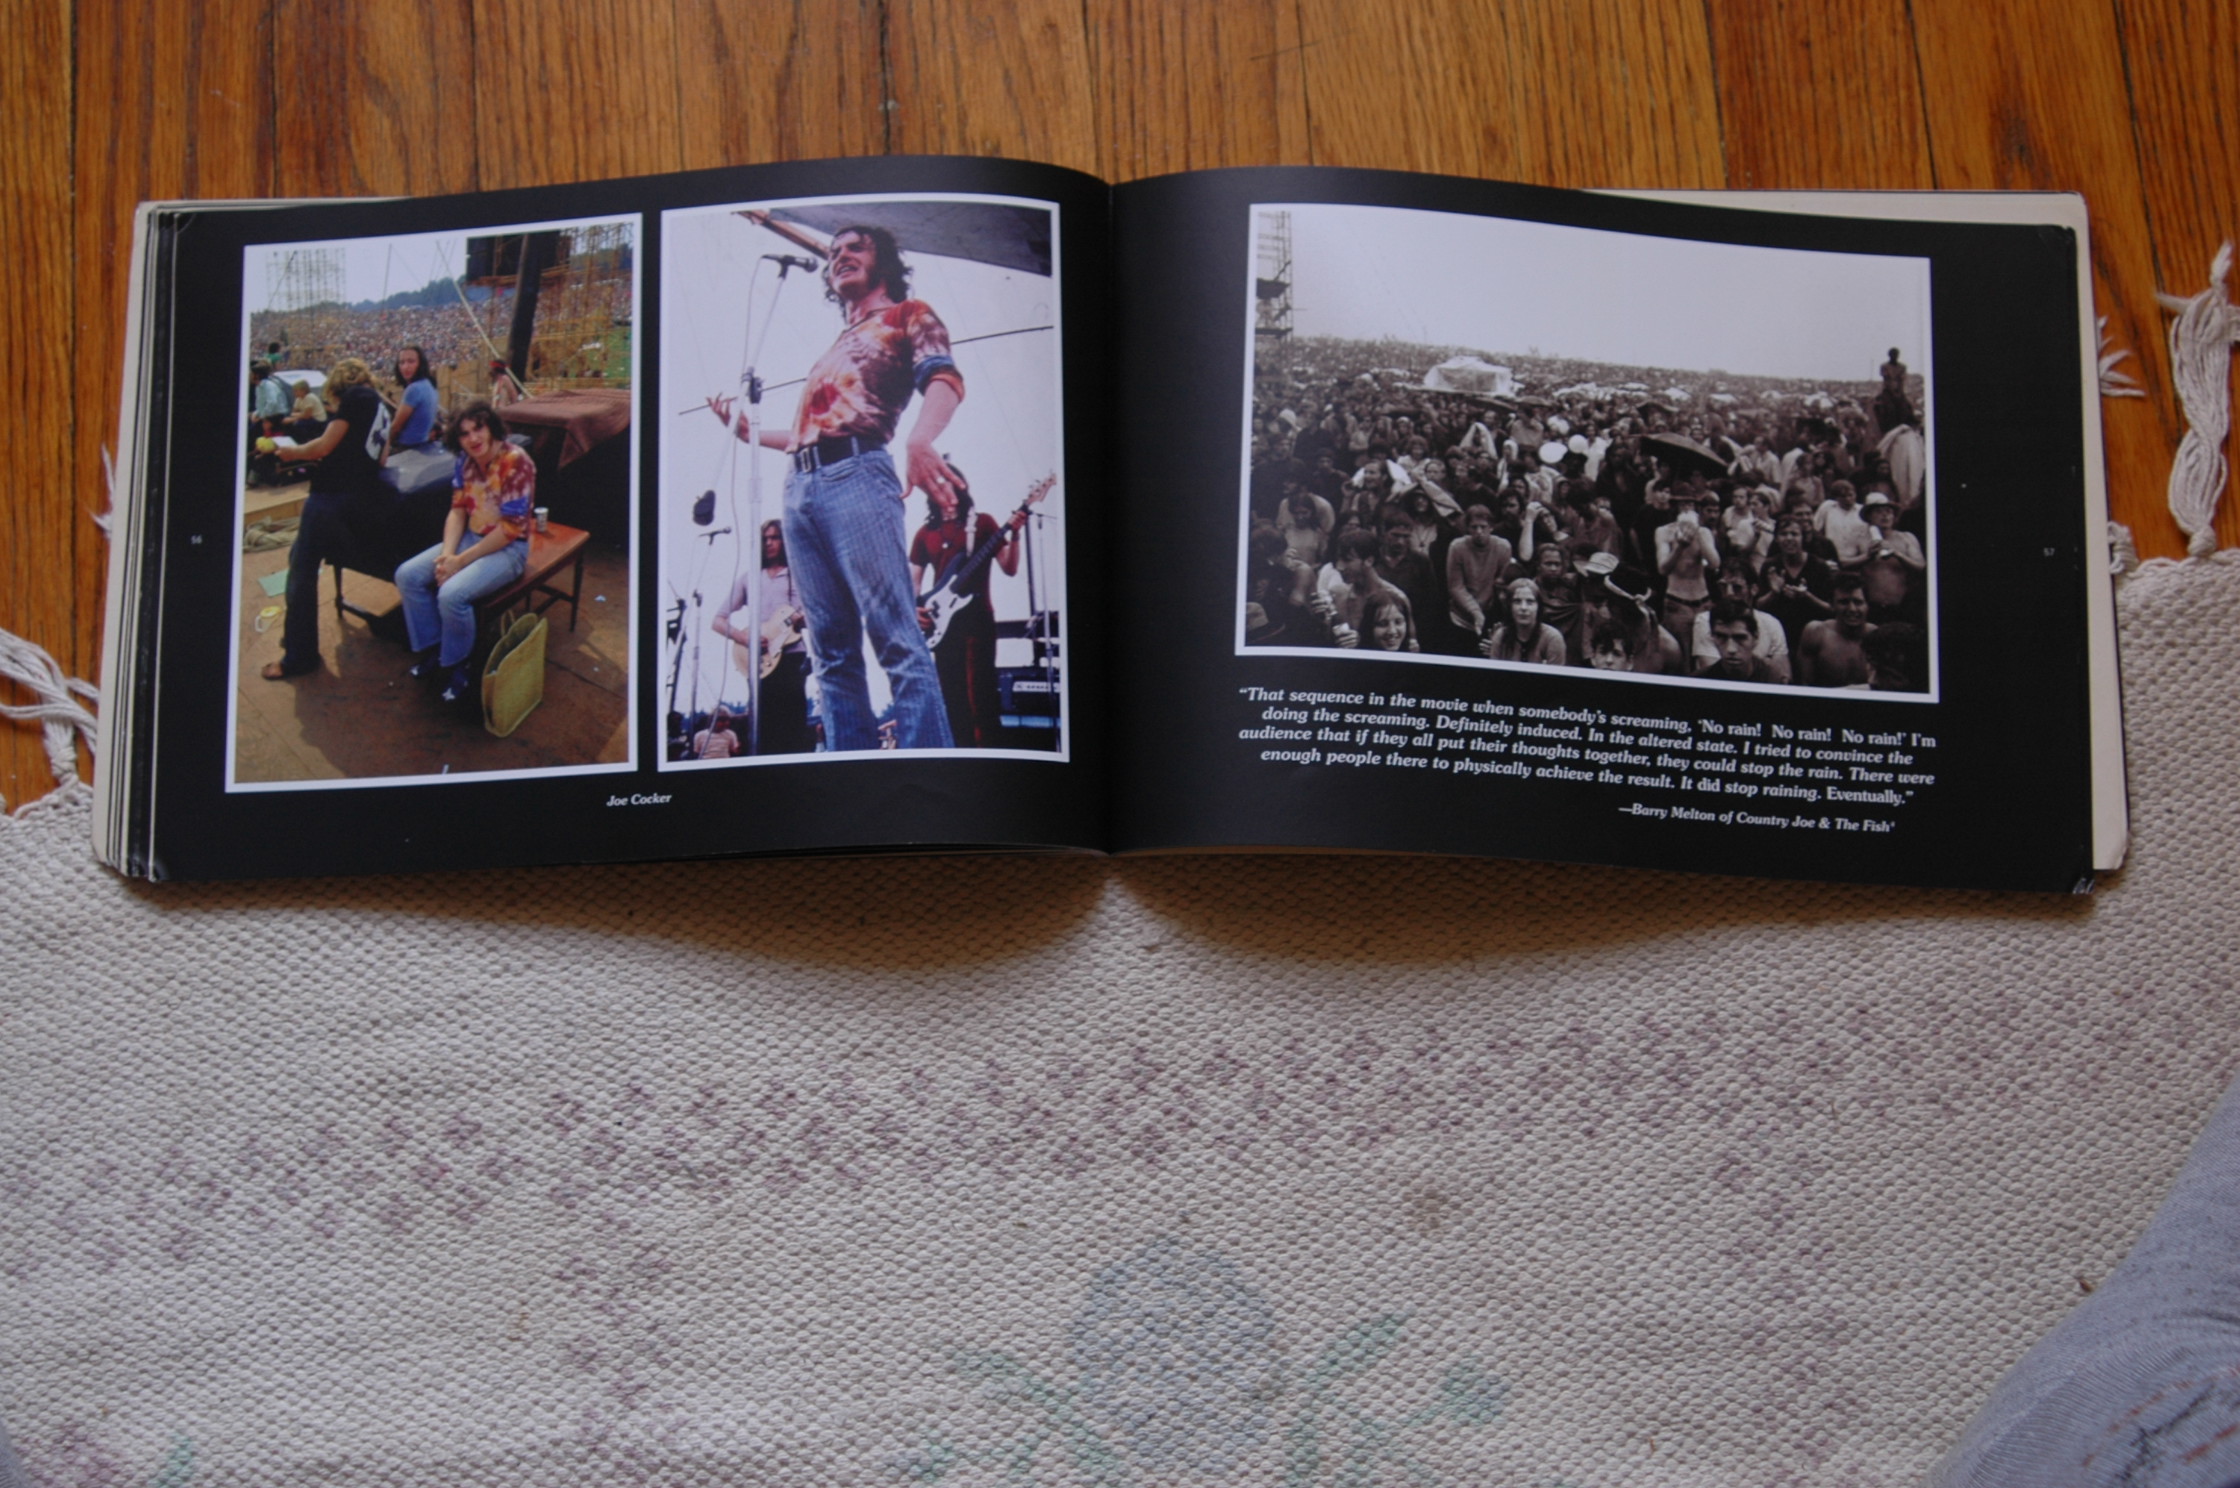 56
Joe Cocker
“That sequence in the movie when somebody's screaming, ‘No rain! No rain! No rain!’ I'm
doing the screaming. Definitely induced. In the altered state. I tried to convince the
audience that if they all put their thoughts together, they could stop the rain. There were
enough people there to physically achieve the result. It did stop raining. Eventually.”
—Barry Melton of Country Joe & The Fish⁴
57